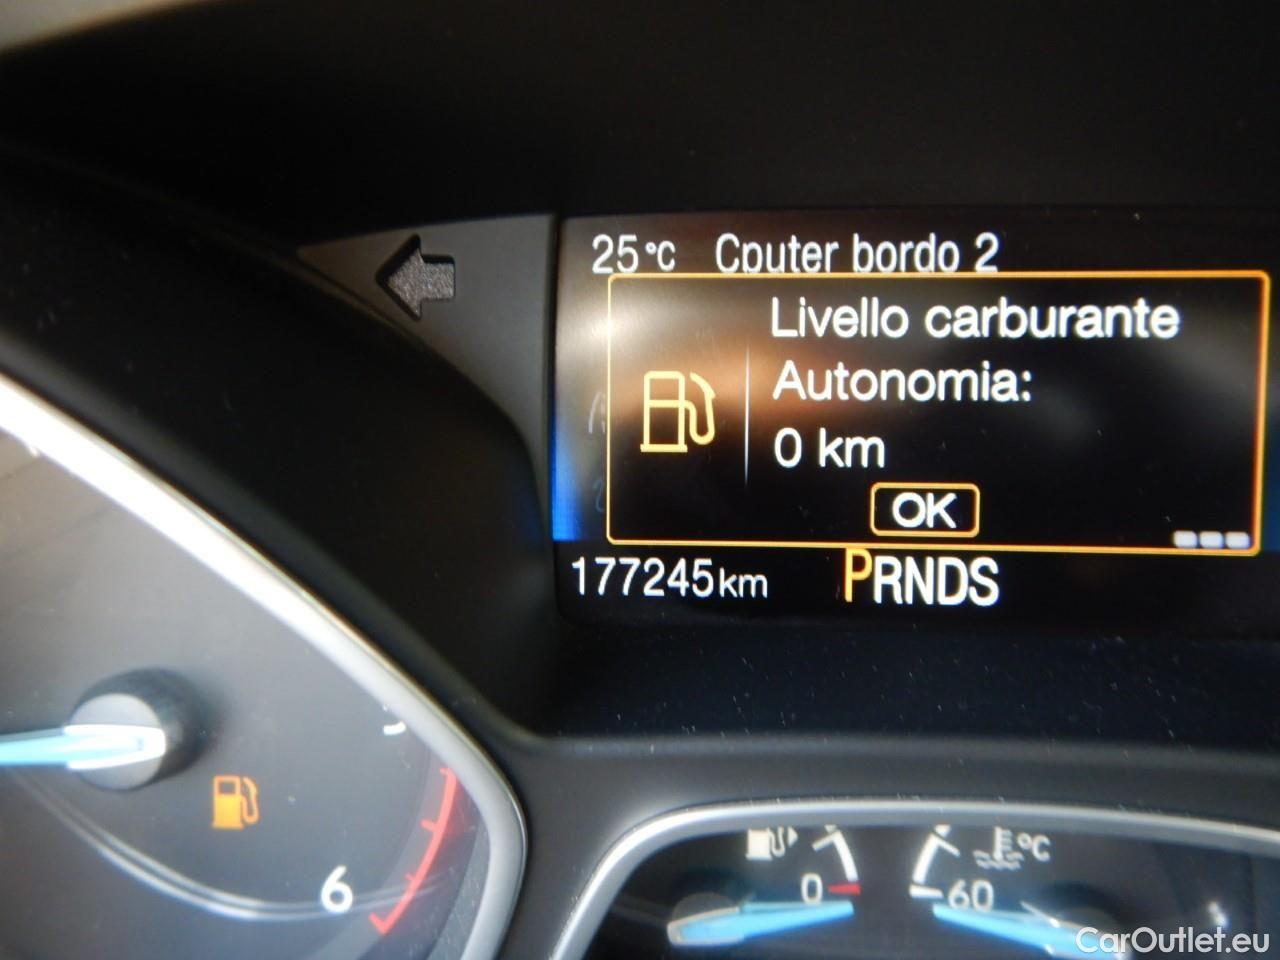 25°C Cputer bordo 2
Livello carburante
Autonomia:
0 km
OK
177245km PRNDS
6
0
60
°C
CarOutlet.eu